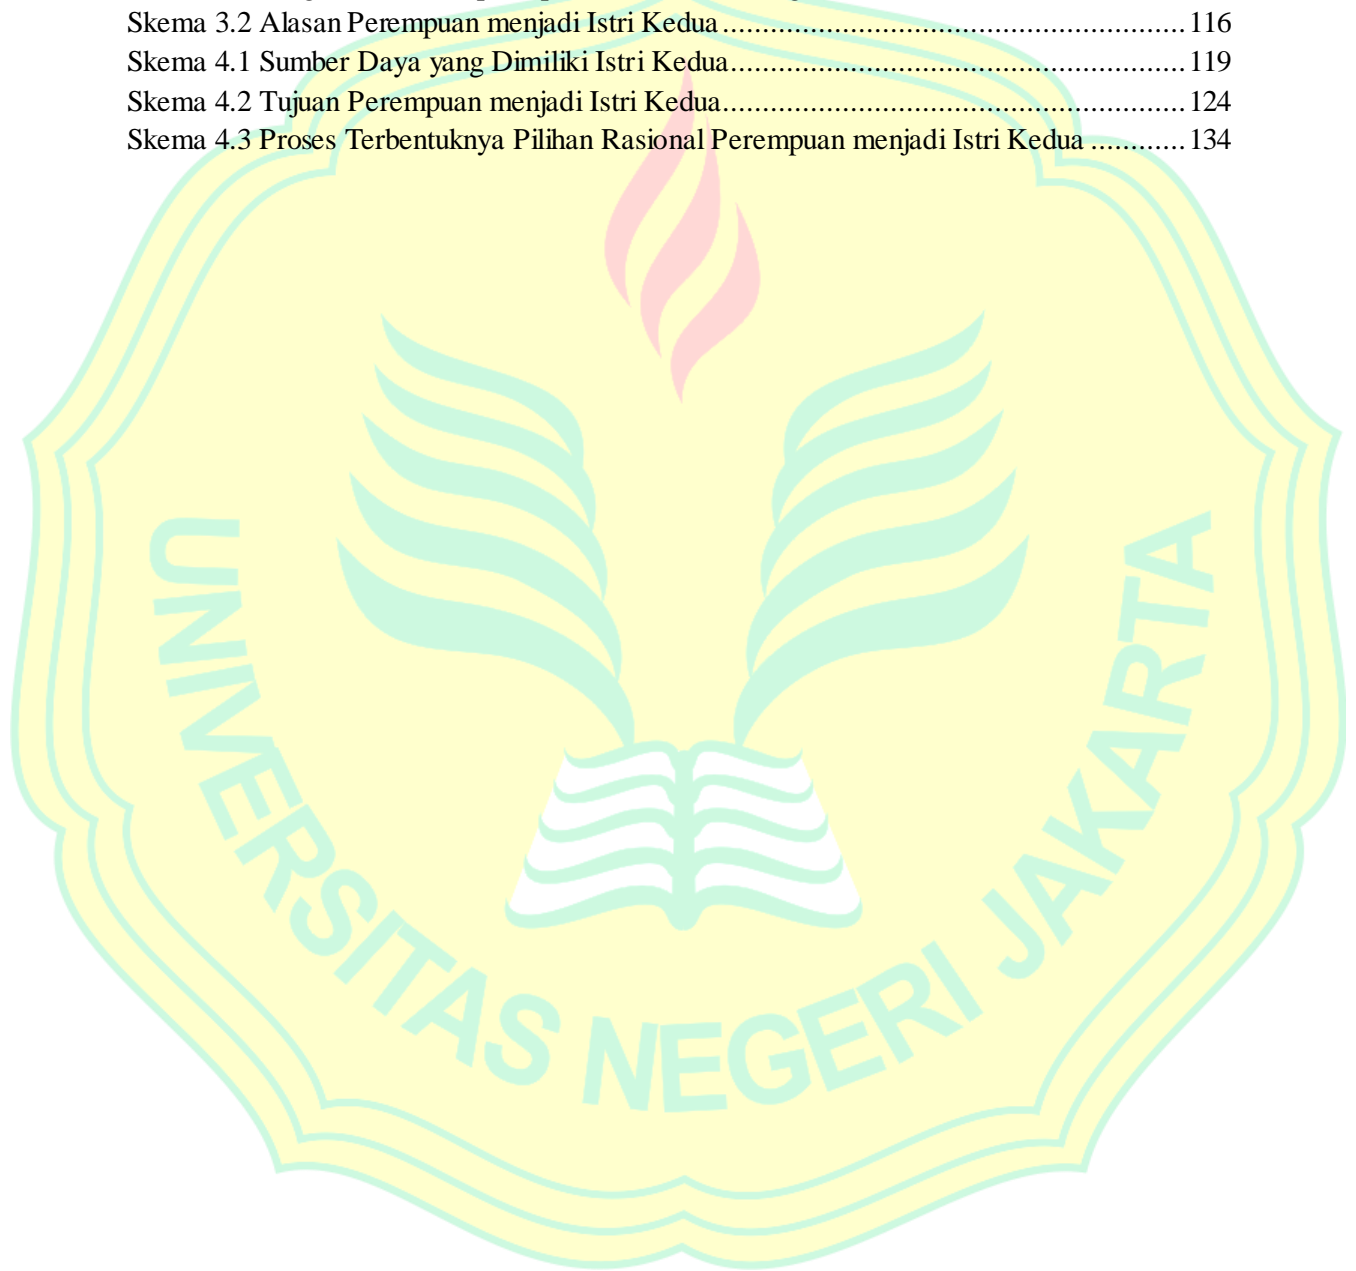 Skema 3.2 Alasan Perempuan menjadi Istri Kedua ........................................................... 116
Skema 4.1 Sumber Daya yang Dimiliki Istri Kedua.......................................................... 119
Skema 4.2 Tujuan Perempuan menjadi Istri Kedua........................................................... 124
Skema 4.3 Proses Terbentuknya Pilihan Rasional Perempuan menjadi Istri Kedua ............ 134
UNIVERSITAS NEGERI JAKARTA